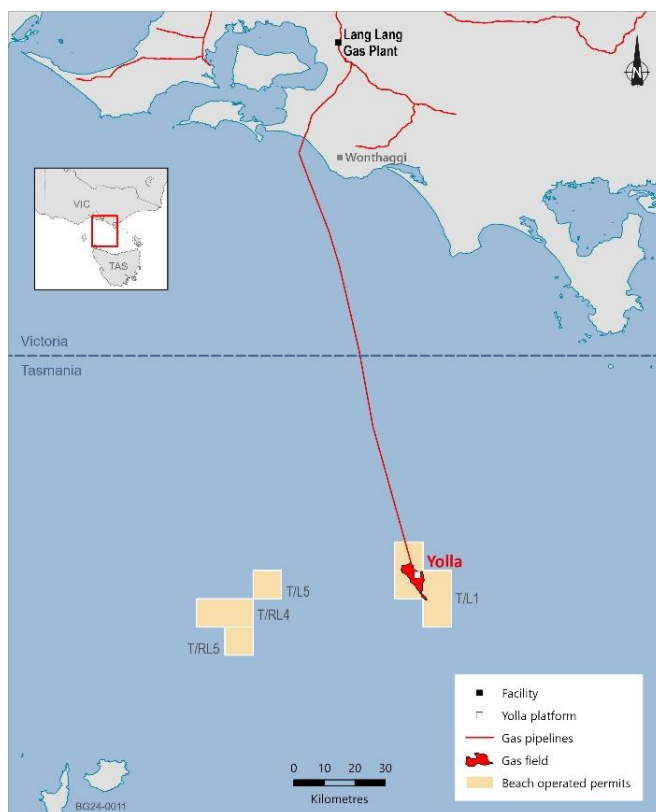 Lang Lang
Gas Plant
N
Wonthaggi
VIC
TAS
Victoria
Tasmania
Yolla
T/L5
T/L1
T/RL4
T/RL5
Facility
Yolla platform
Gas pipelines
Gas field
Beach operated permits
0 10 20 30
Kilometres
BG24-0011